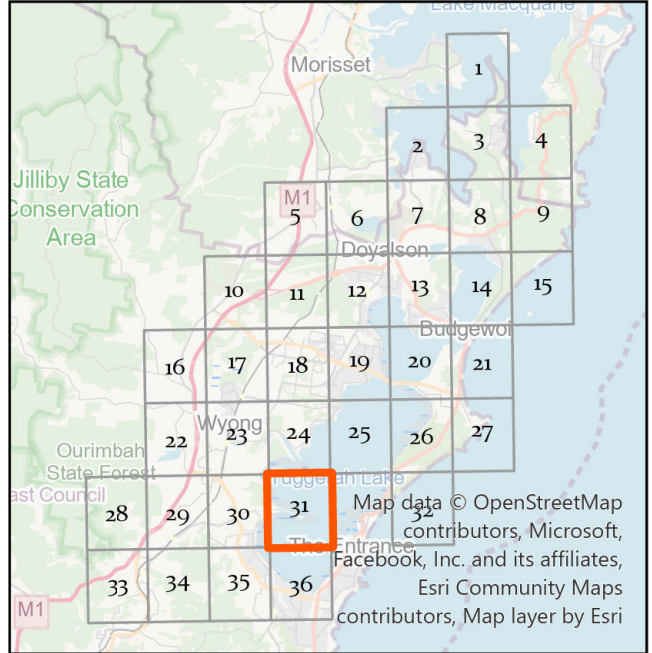 Lake Macquarie
Morisset
1
2 3 4
Jilliby State
Conservation
Area
M1
5 6 7 8 9
Doyalson
10 11 12 13 14 15
Budgewoi
16 17 18 19 20 21
Wyong
22 23 24 25 26 27
Ourimbah
State Forest
ast Council
Tuggerah Lake
28 29 30 31 32
The Entrance
Map data © OpenStreetMap
contributors, Microsoft,
Facebook, Inc. and its affiliates,
Esri Community Maps
contributors, Map layer by Esri
33 34 35 36
M1